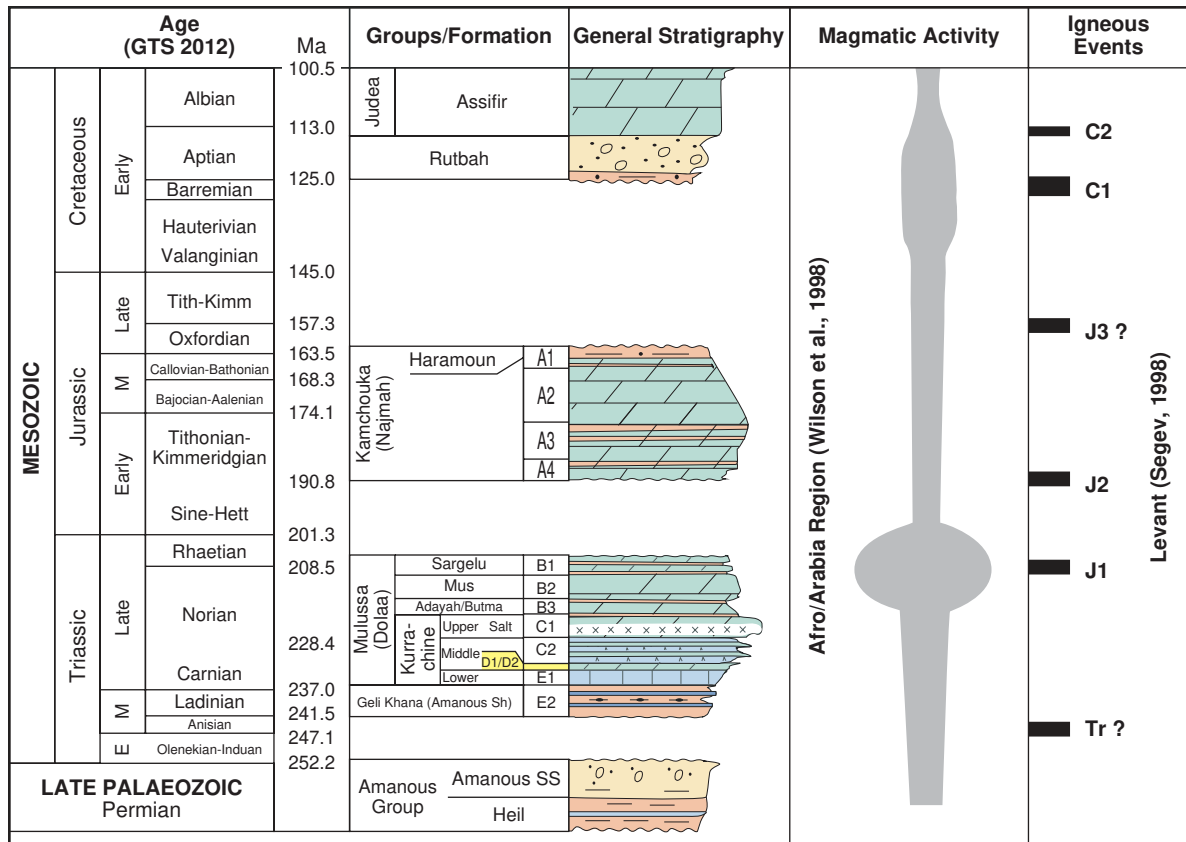 Age
(GTS 2012)
Ma
Groups/Formation
General Stratigraphy
Magmatic Activity
Igneous
Events
MESOZOIC
Cretaceous
Early
Albian
Aptian
Barremian
Hauterivian
Valanginian
Jurassic
Late
Tith-Kimm
Oxfordian
M
Callovian-Bathonian
Bajocian-Aalenian
Early
Tithonian-
Kimmeridgian
Sine-Hett
Triassic
Late
Rhaetian
Norian
Carnian
M
Ladinian
Anisian
E
Olenekian-Induan
LATE PALAEOZOIC
Permian
100.5
113.0
125.0
145.0
157.3
163.5
168.3
174.1
190.8
201.3
208.5
228.4
237.0
241.5
247.1
252.2
Judea
Assifir
Rutbah
Kamchouka
(Najmah)
Haramoun
A1
A2
A3
A4
Mulussa
(Dolaa)
Sargelu
B1
Mus
B2
Adayah/Butma
B3
Kurra-
chine
Upper Salt
C1
Middle
C2
D1/D2
Lower
E1
Geli Khana (Amanous Sh)
E2
Amanous
Group
Amanous SS
Heil
Afro/Arabia Region (Wilson et al., 1998)
C2
C1
J3 ?
J2
J1
Tr ?
Levant (Segev, 1998)